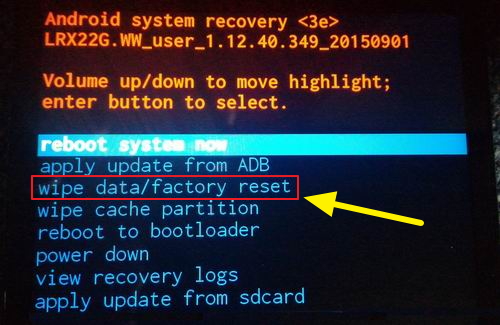 Android system recovery <3e>
LRX22G.WW_user_1.12.40.349_20150901
Volume up/down to move highlight;
enter button to select.
reboot system now
apply update from ADB
wipe data/factory reset
wipe cache partition
reboot to bootloader
power down
view recovery logs
apply update from sdcard